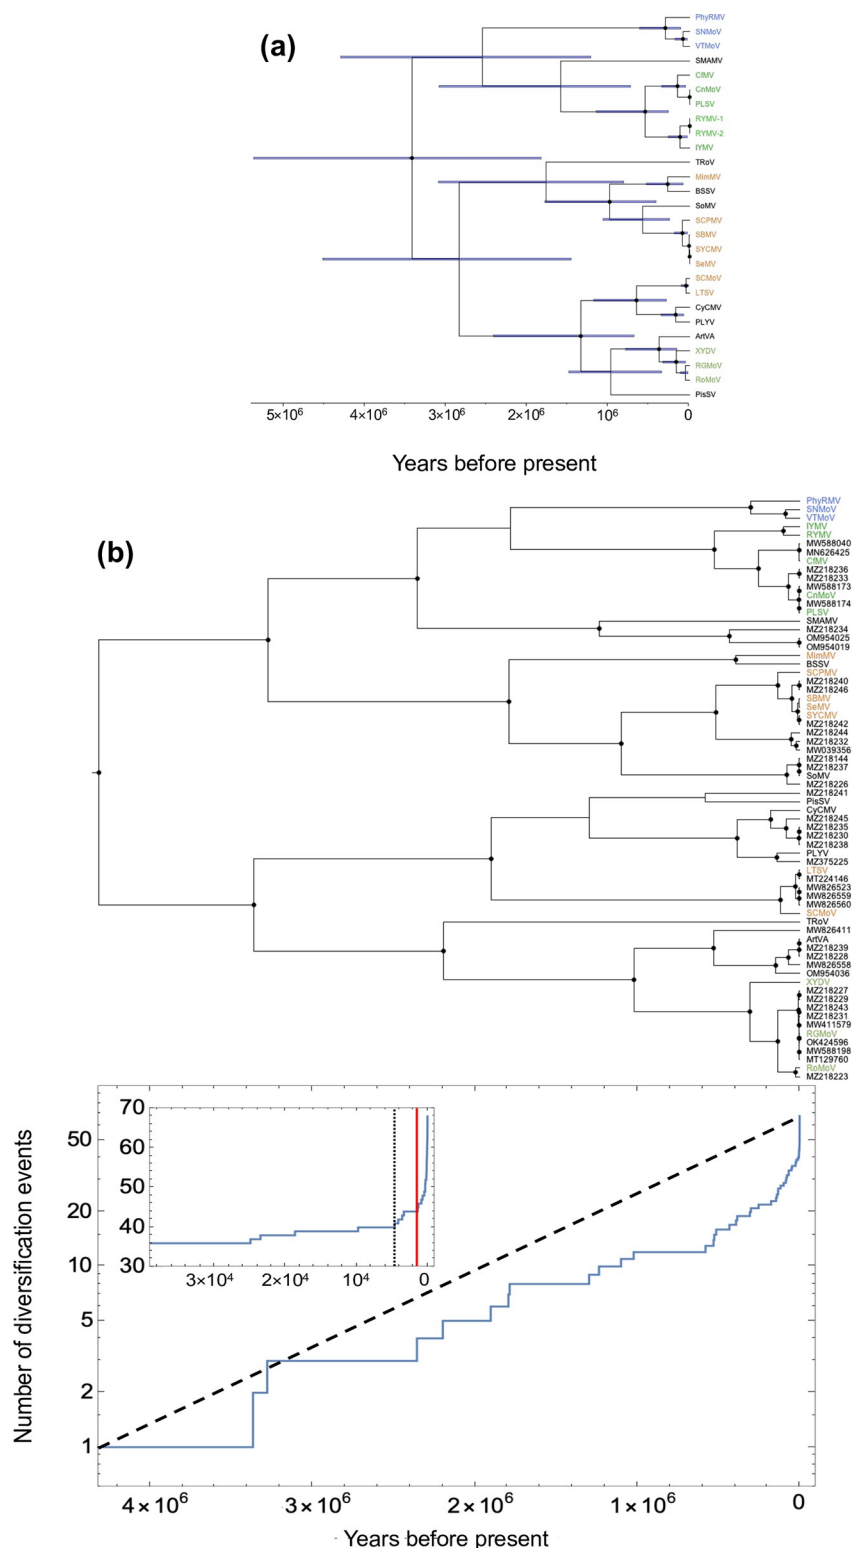 (a)
PhyRMV
SNMoV
VTMoV
SMAMV
CfMV
CnMoV
PLSV
RYMV-1
RYMV-2
IYMV
TRoV
MimMV
BSSV
SoMV
SCPMV
SBMV
SYCMV
SeMV
SCMoV
LTSV
CyCMV
PLYV
ArtVA
XYDV
RGMoV
RoMoV
PisSV
5×10⁶ 4×10⁶ 3×10⁶ 2×10⁶ 10⁶ 0
Years before present
(b)
PhyRMV
SNMoV
VTMoV
IYMV
RYMV
MW588040
MN626425
CfMV
MZ218236
MZ218233
MW588173
CnMoV
MW588174
PLSV
SMAMV
MZ218234
OM954025
OM954019
MimMV
BSSV
SCPMV
MZ218240
MZ218246
SBMV
SeMV
SYCMV
MZ218242
MZ218244
MZ218232
MW039356
MZ218144
MZ218237
SoMV
MZ218226
MZ218241
PisSV
CyCMV
MZ218245
MZ218235
MZ218230
MZ218238
PLYV
MZ375225
LTSV
MT224146
MW826523
MW826559
MW826560
SCMoV
TRoV
MW826411
ArtVA
MZ218239
MZ218228
MW826558
OM954036
XYDV
MZ218227
MZ218229
MZ218243
MZ218231
MW411579
RGMoV
OK424596
MW588198
MT129760
RoMoV
MZ218223
Number of diversification events
50
20
10
5
2
1
70
60
50
40
30
3×10⁴ 2×10⁴ 10⁴ 0
4×10⁶ 3×10⁶ 2×10⁶ 1×10⁶ 0
Years before present